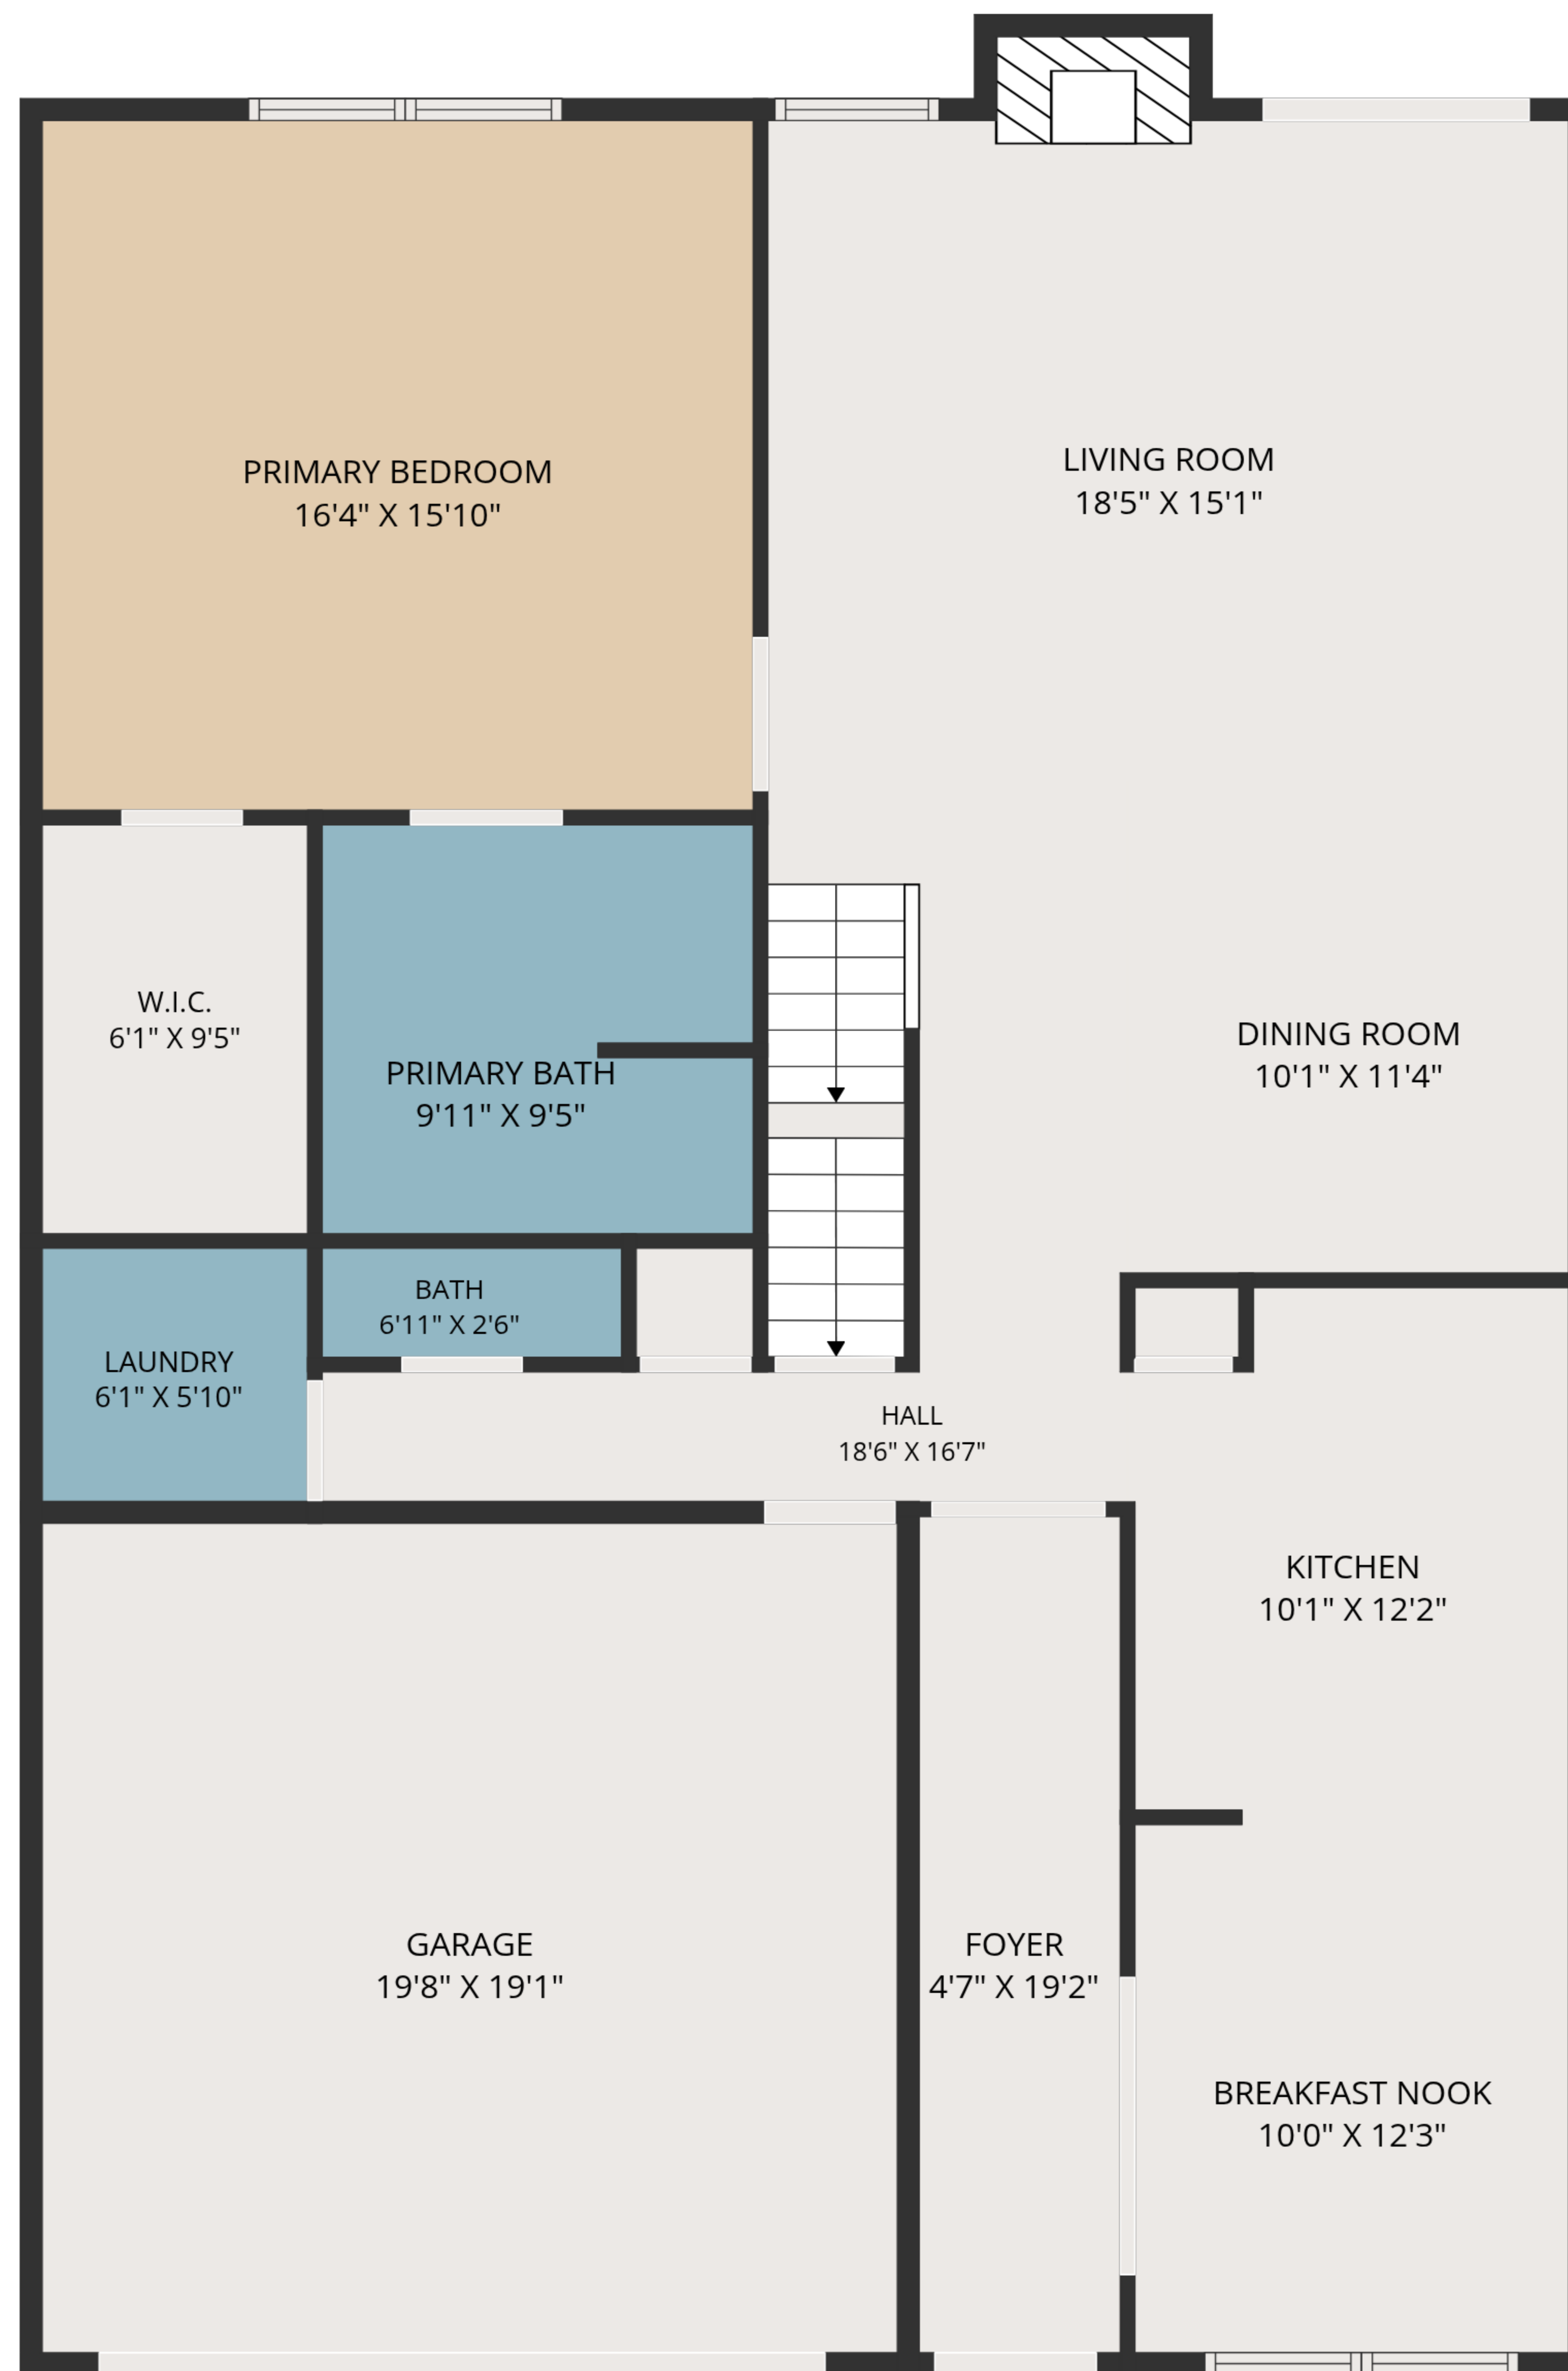 PRIMARY BEDROOM
16'4" X 15'10"
LIVING ROOM
18'5" X 15'1"
W.I.C.
6'1" X 9'5"
PRIMARY BATH
9'11" X 9'5"
DINING ROOM
10'1" X 11'4"
BATH
6'11" X 2'6"
LAUNDRY
6'1" X 5'10"
HALL
18'6" X 16'7"
KITCHEN
10'1" X 12'2"
GARAGE
19'8" X 19'1"
FOYER
4'7" X 19'2"
BREAKFAST NOOK
10'0" X 12'3"